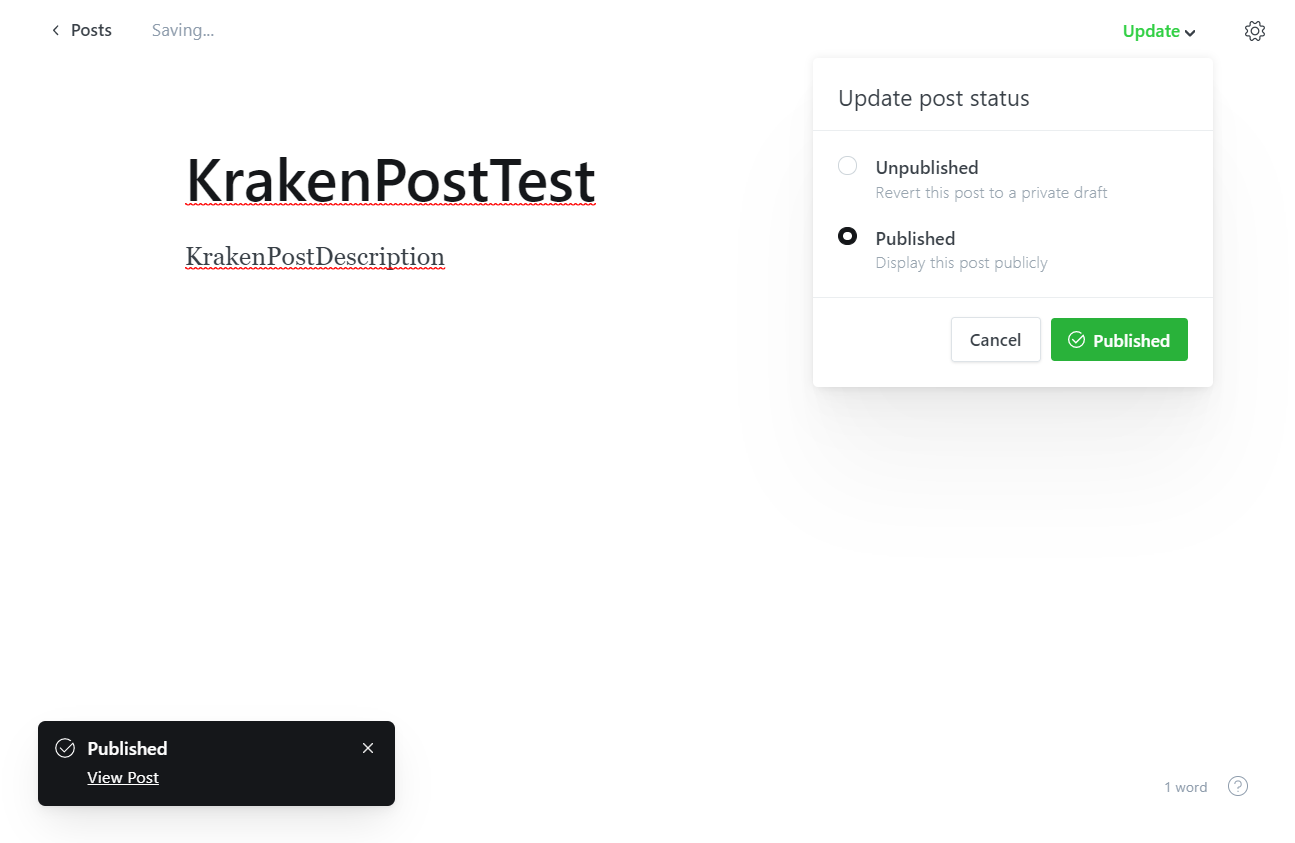 Posts
Saving...
Update
Update post status
Unpublished
Revert this post to a private draft
Published
Display this post publicly
Cancel
Published
KrakenPostTest
KrakenPostDescription
Published
View Post
1 word
?